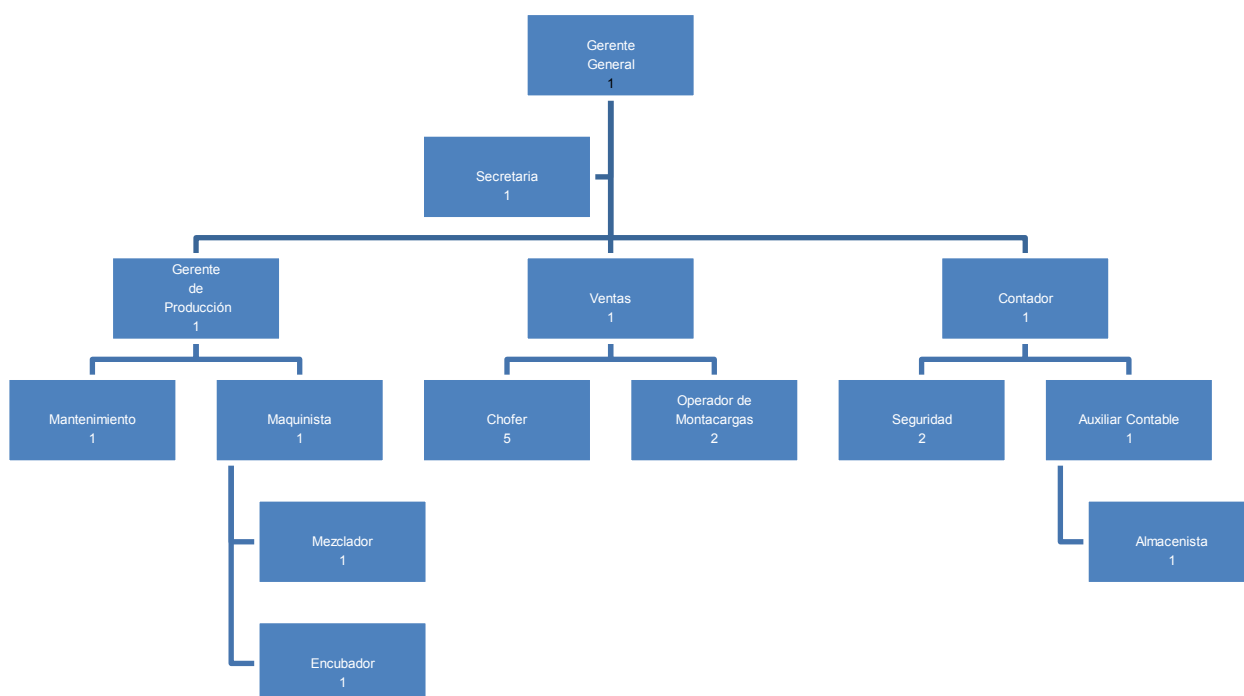 Gerente
General
1
Secretaria
1
Gerente
de
Producción
1
Ventas
1
Contador
1
Mantenimiento
1
Maquinista
1
Chofer
5
Operador de
Montacargas
2
Seguridad
2
Auxiliar Contable
1
Mezclador
1
Almacenista
1
Encubador
1